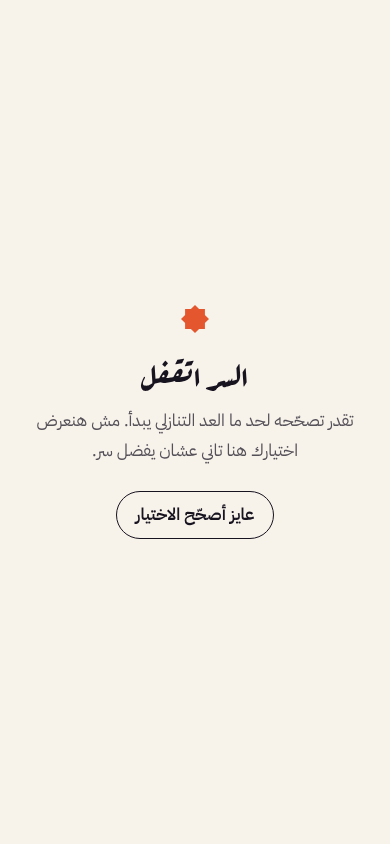 السر اتقفل
تقدر تصحّحه لحد ما العد التنازلي يبدأ. مش هنعرض
اختيارك هنا تاني عشان يفضل سر.
عايز أصحّح الاختيار